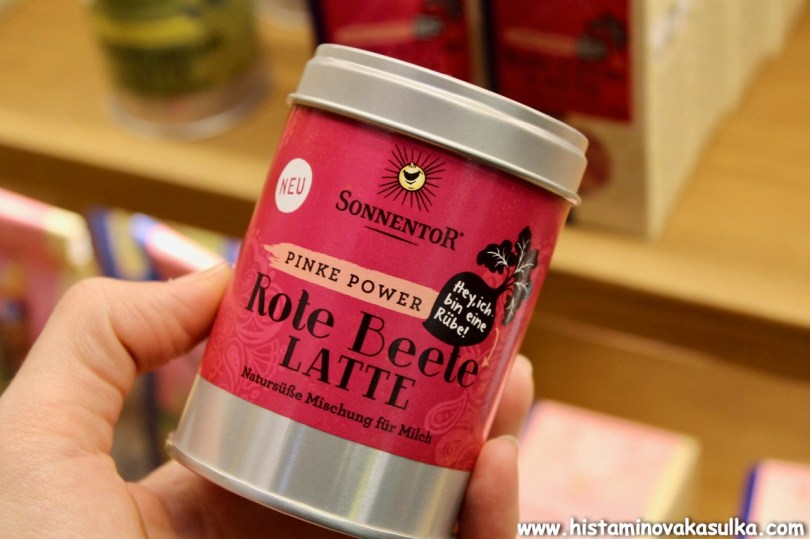 NEU
SONNENTOR®
PINKE POWER
Hey, ich
bin eine
Rübe!
Rote Beete
LATTE
Natursüße Mischung für Milch
www.histaminovakasulka.com